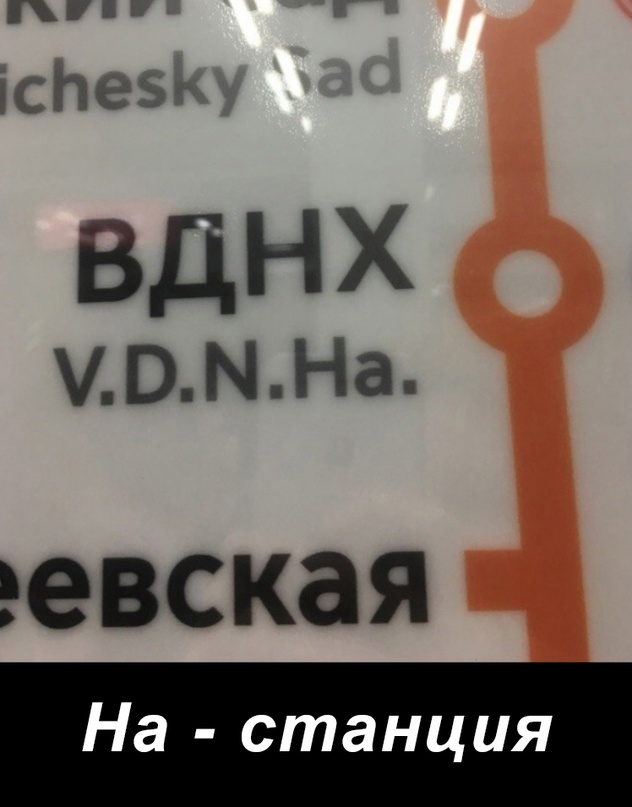 ichesky Sad
ВДНХ
V.D.N.Ha.
еевская
На - станция